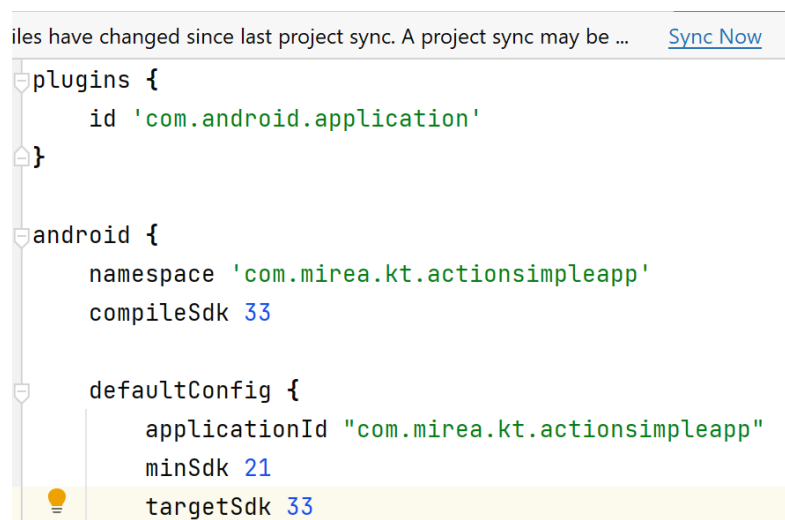 iles have changed since last project sync. A project sync may be ... Sync Now
plugins {
id 'com.android.application'
}
android {
namespace 'com.mirea.kt.actionsimpleapp'
compileSdk 33
defaultConfig {
applicationId "com.mirea.kt.actionsimpleapp"
minSdk 21
targetSdk 33